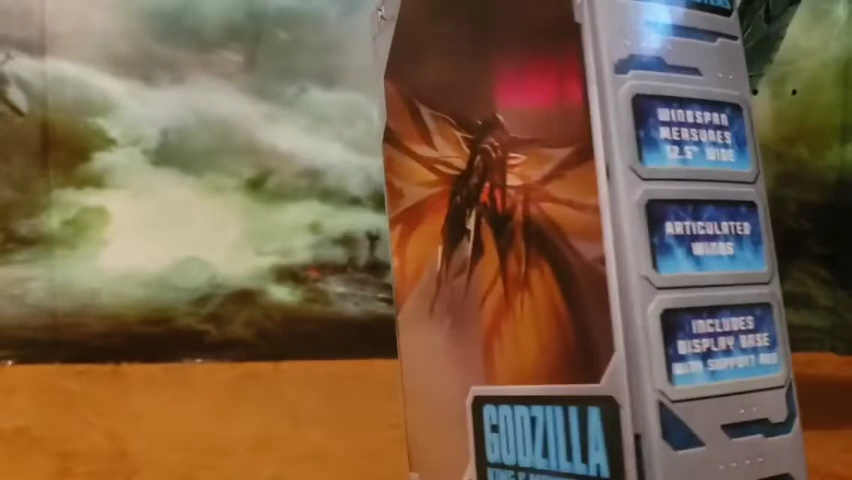 WINGSPAN
MEASURES
12.5" WIDE
ARTICULATED
WINGS
INCLUDES
DISPLAY BASE
WITH SUPPORT ROD
GODZILLA